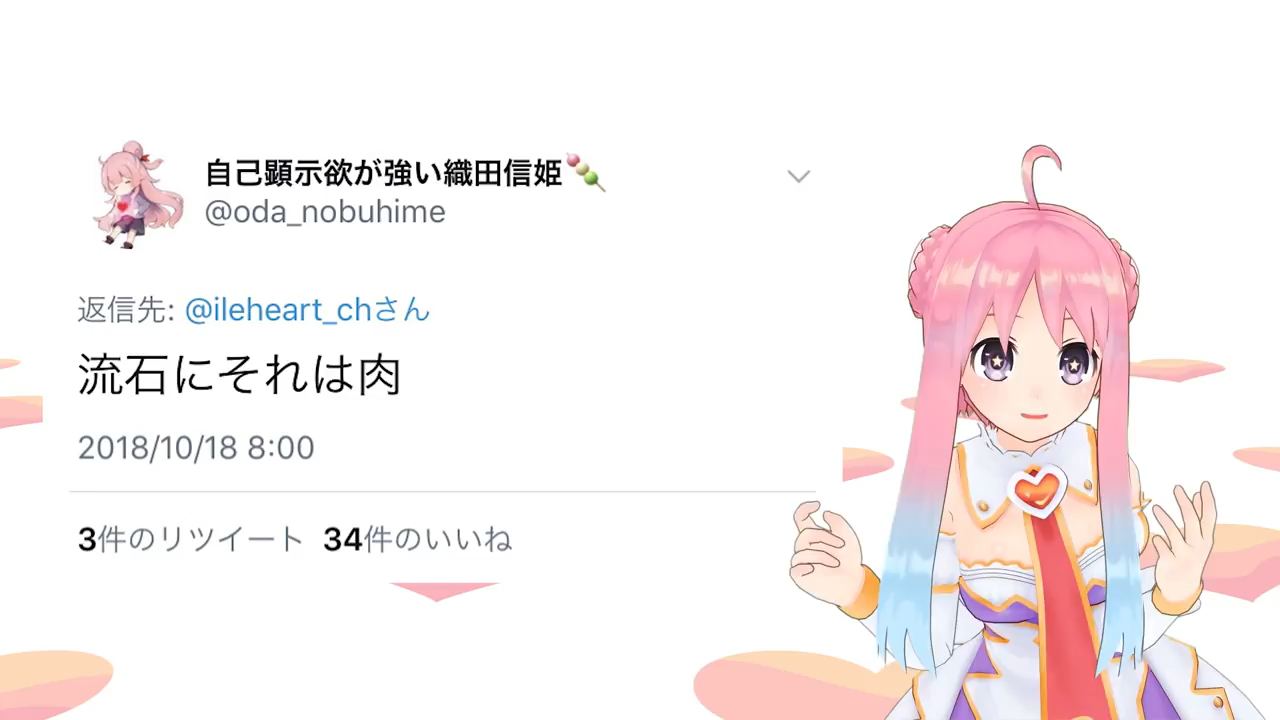 自己顕示欲が強い織田信姫🍡
@oda_nobuhime
返信先: @ileheart_chさん
流石にそれは肉
2018/10/18 8:00
3件のリツイート 34件のいいね